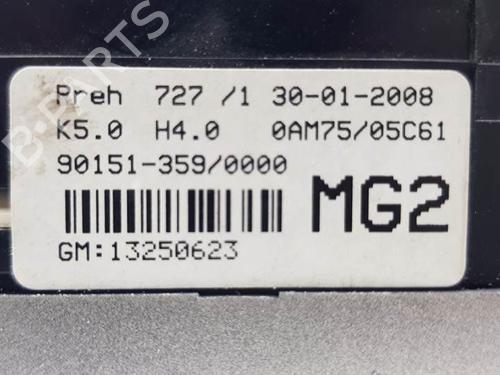 B-PARTS
Preh 727 /1 30-01-2008
K5.0 H4.0 0AM75/05C61
90151-359/0000
MG2
GM:13250623